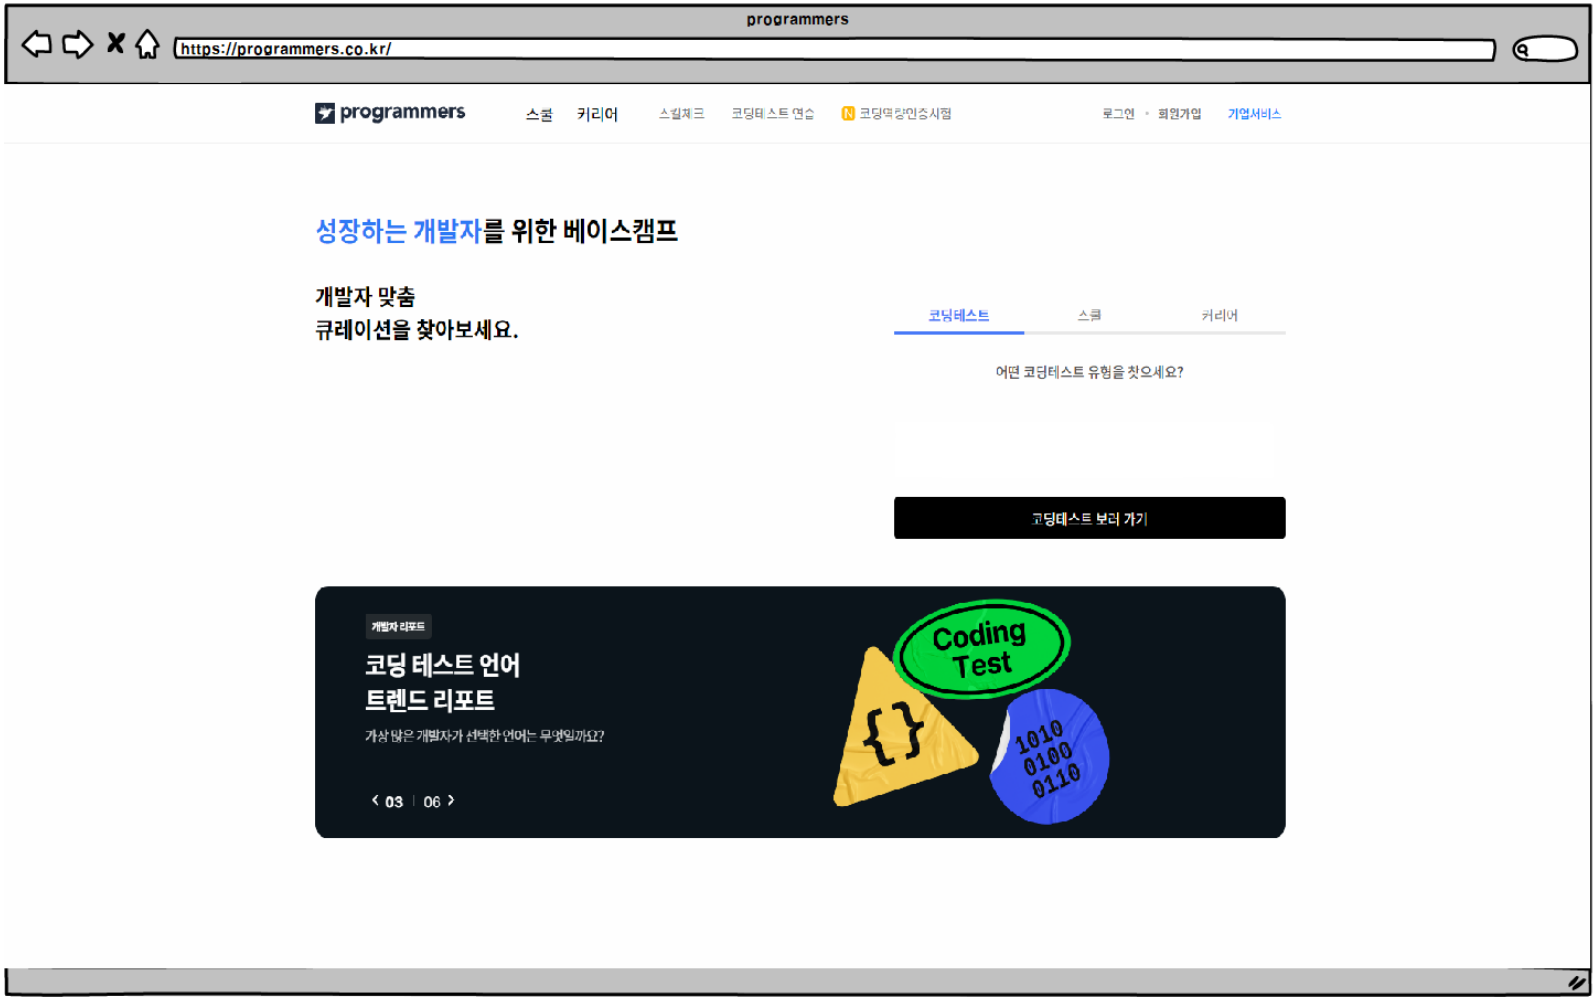 programmers
https://programmers.co.kr/
programmers 스쿨 커리어 스킬체크 코딩테스트 연습 N 코딩역량인증시험 로그인 회원가입 기업서비스
성장하는 개발자를 위한 베이스캠프
개발자 맞춤
큐레이션을 찾아보세요.
코딩테스트 스쿨 커리어
어떤 코딩테스트 유형을 찾으세요?
코딩테스트 보러 가기
개발자 리포트
코딩 테스트 언어
트렌드 리포트
가장 많은 개발자가 선택한 언어는 무엇일까요?
03 | 06
Coding
Test
{}
1010
0100
0110